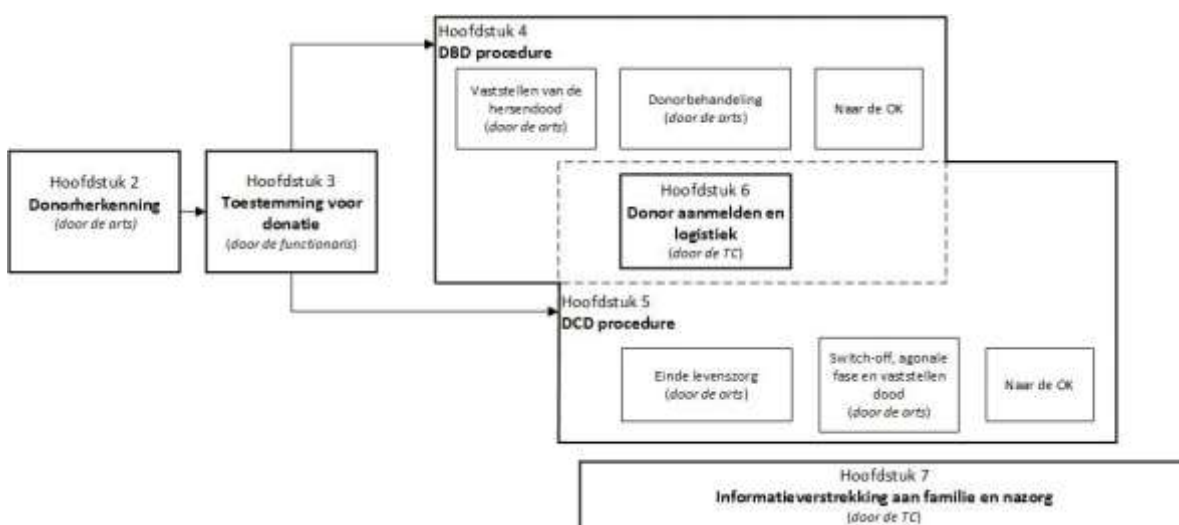 Hoofdstuk 4
DBD procedure
Vaststellen van de
hersendood
(door de arts)
Donorbehandeling
(door de arts)
Naar de OK
Hoofdstuk 2
Donorherkenning
(door de arts)
Hoofdstuk 3
Toestemming voor
donatie
(door de functionaris)
Hoofdstuk 6
Donor aanmelden en
logistiek
(door de TC)
Hoofdstuk 5
DCD procedure
Einde levenszorg
(door de arts)
Switch-off, agonale
fase en vaststellen
dood
(door de arts)
Naar de OK
Hoofdstuk 7
Informatieverstrekking aan familie en nazorg
(door de TC)